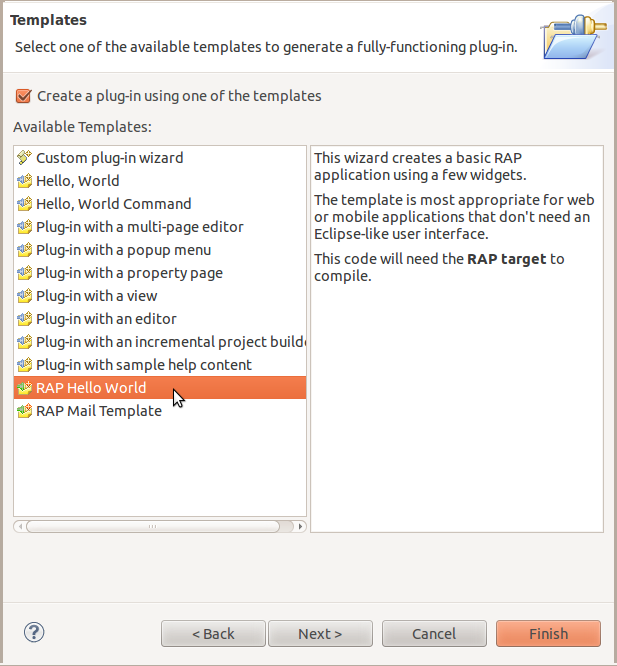 Templates
Select one of the available templates to generate a fully-functioning plug-in.
Create a plug-in using one of the templates
Available Templates:
Custom plug-in wizard
Hello, World
Hello, World Command
Plug-in with a multi-page editor
Plug-in with a popup menu
Plug-in with a property page
Plug-in with a view
Plug-in with an editor
Plug-in with an incremental project builde
Plug-in with sample help content
RAP Hello World
RAP Mail Template
This wizard creates a basic RAP
application using a few widgets.
The template is most appropriate for web
or mobile applications that don't need an
Eclipse-like user interface.
This code will need the RAP target to
compile.
?
< Back
Next >
Cancel
Finish